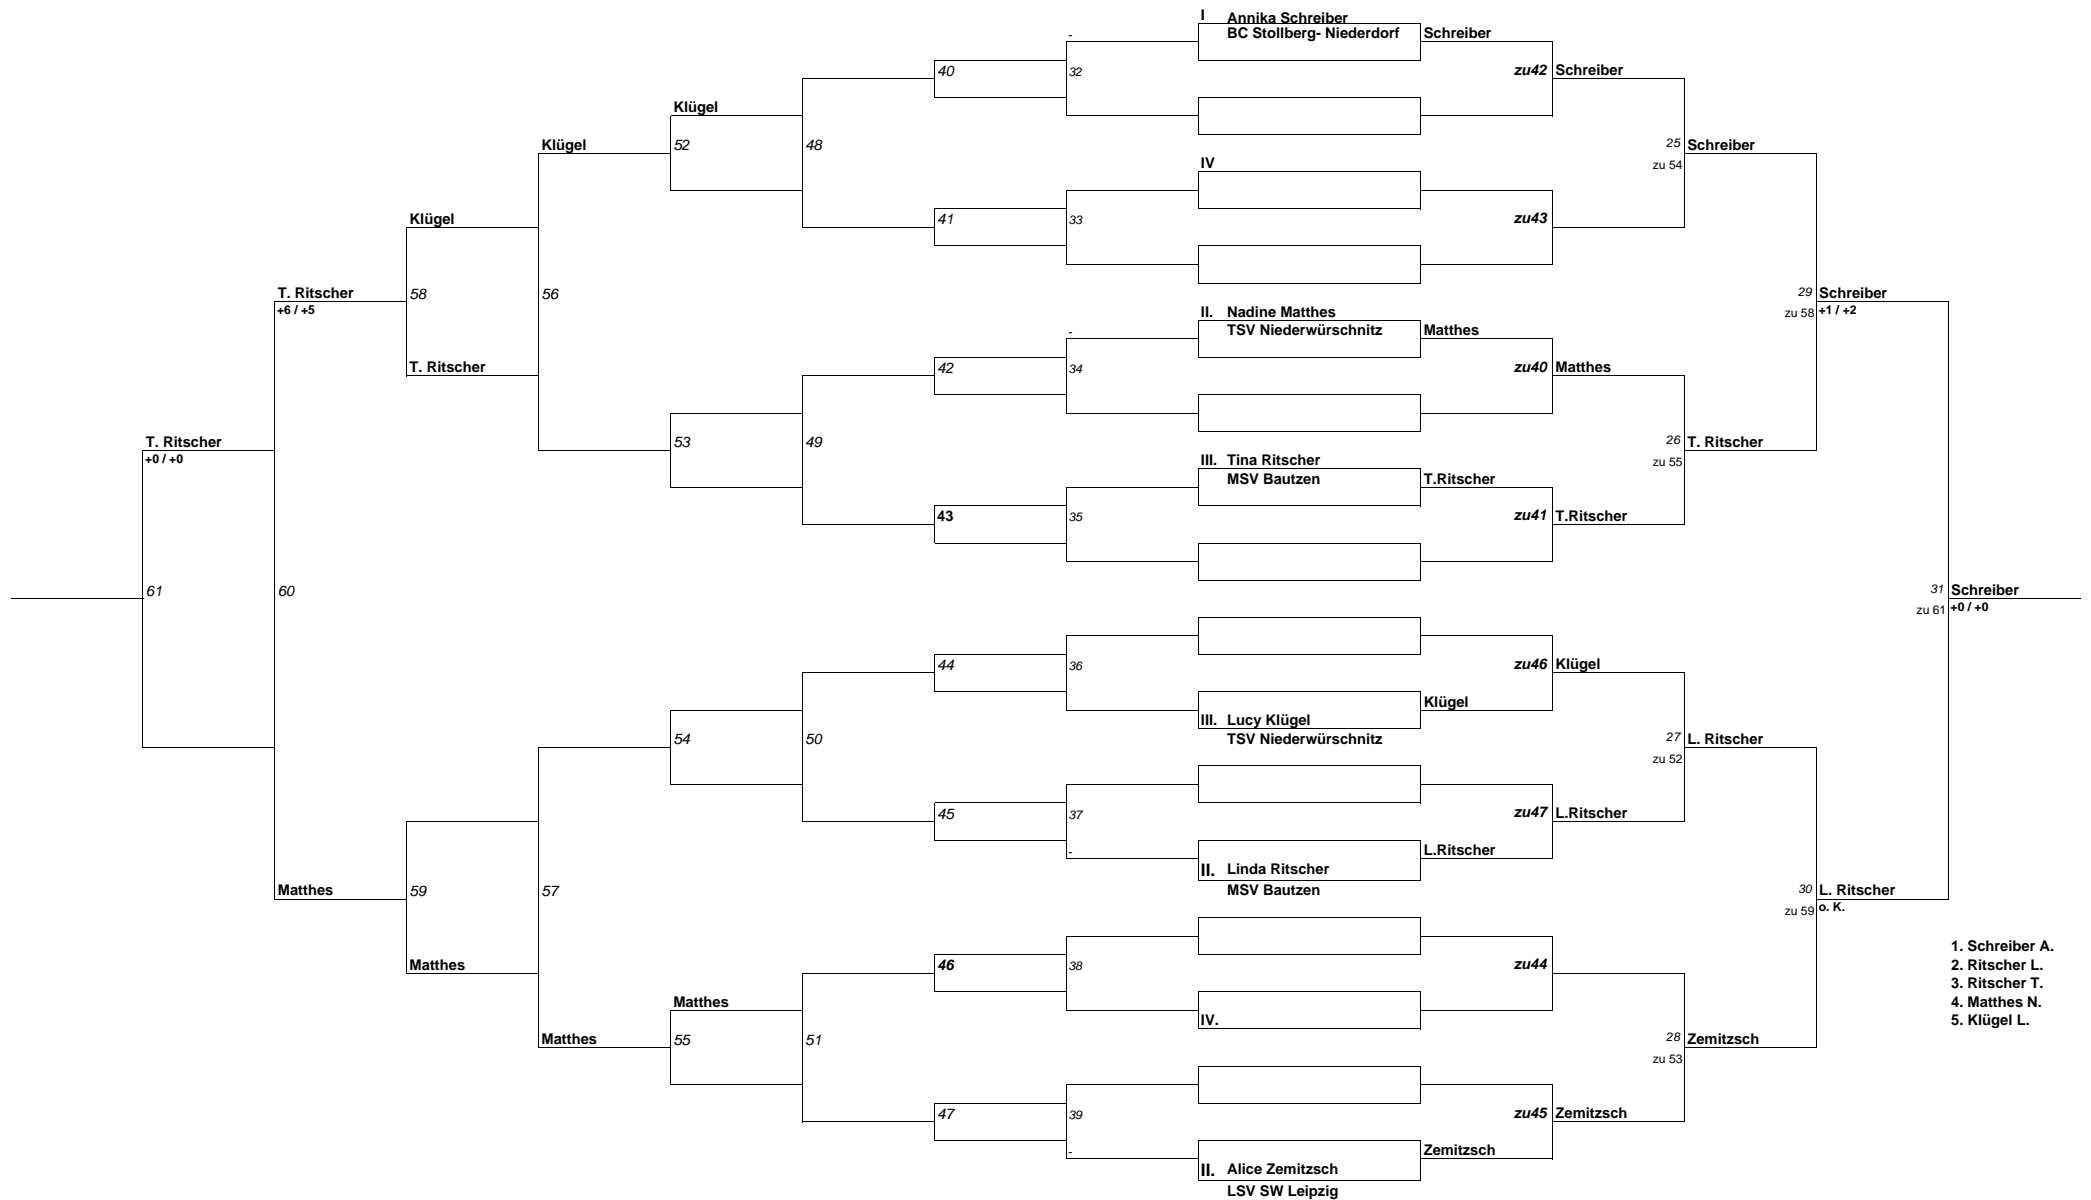 I Annika Schreiber
BC Stollberg- Niederdorf
Schreiber
-
32
40
zu42 Schreiber
Klügel
52
48
Klügel
25 Schreiber
zu 54
IV
41
33
zu43
Klügel
58
56
T. Ritscher
+6 / +5
29 Schreiber
zu 58 +1 / +2
II. Nadine Matthes
TSV Niederwürschnitz
Matthes
-
34
42
zu40 Matthes
T. Ritscher
53
49
26 T. Ritscher
zu 55
T. Ritscher
+0 / +0
III. Tina Ritscher
MSV Bautzen
T.Ritscher
43
35
zu41 T.Ritscher
61
60
31 Schreiber
zu 61 +0 / +0
44
36
zu46 Klügel
Klügel
III. Lucy Klügel
TSV Niederwürschnitz
54
50
27 L. Ritscher
zu 52
45
37
-
zu47 L.Ritscher
L.Ritscher
II. Linda Ritscher
MSV Bautzen
Matthes
59
57
30 L. Ritscher
zu 59 o. K.
46
38
zu44
Matthes
IV.
Matthes
55
51
Matthes
28 Zemitzsch
zu 53
47
39
-
zu45 Zemitzsch
Zemitzsch
II. Alice Zemitzsch
LSV SW Leipzig
1. Schreiber A.
2. Ritscher L.
3. Ritscher T.
4. Matthes N.
5. Klügel L.